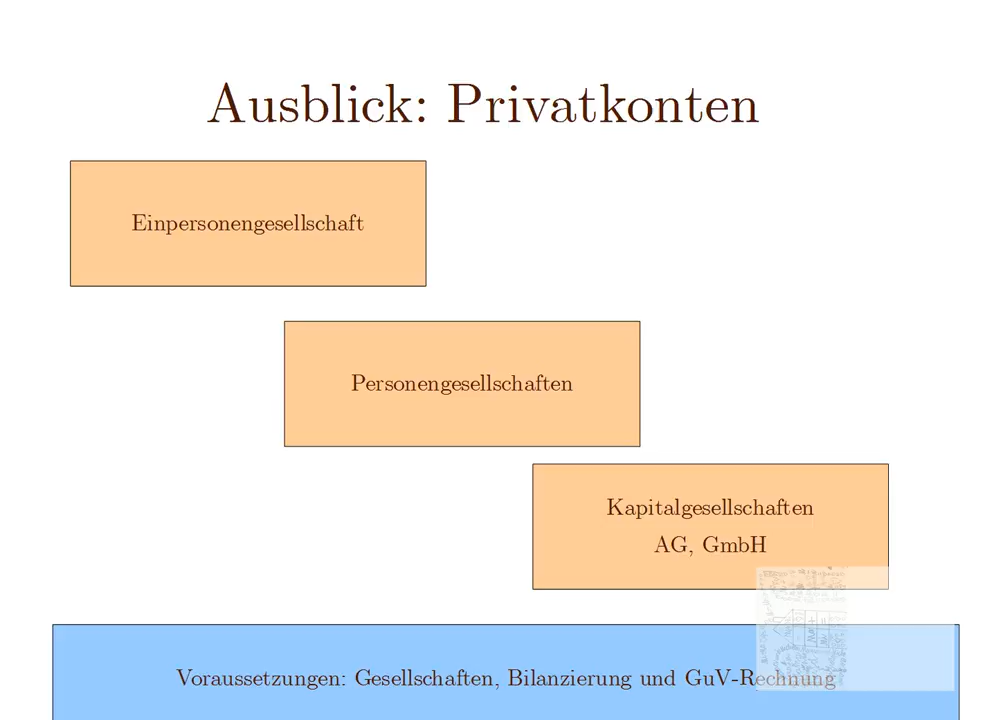 Ausblick: Privatkonten
Einpersonengesellschaft
Personengesellschaften
Kapitalgesellschaften
AG, GmbH
Voraussetzungen: Gesellschaften, Bilanzierung und GuV-Rechnung